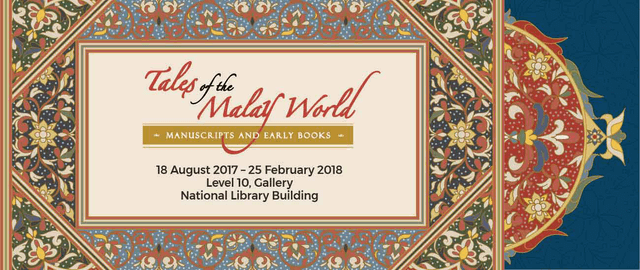 Tales of the
Malay World
MANUSCRIPTS AND EARLY BOOKS
18 August 2017 – 25 February 2018
Level 10, Gallery
National Library Building